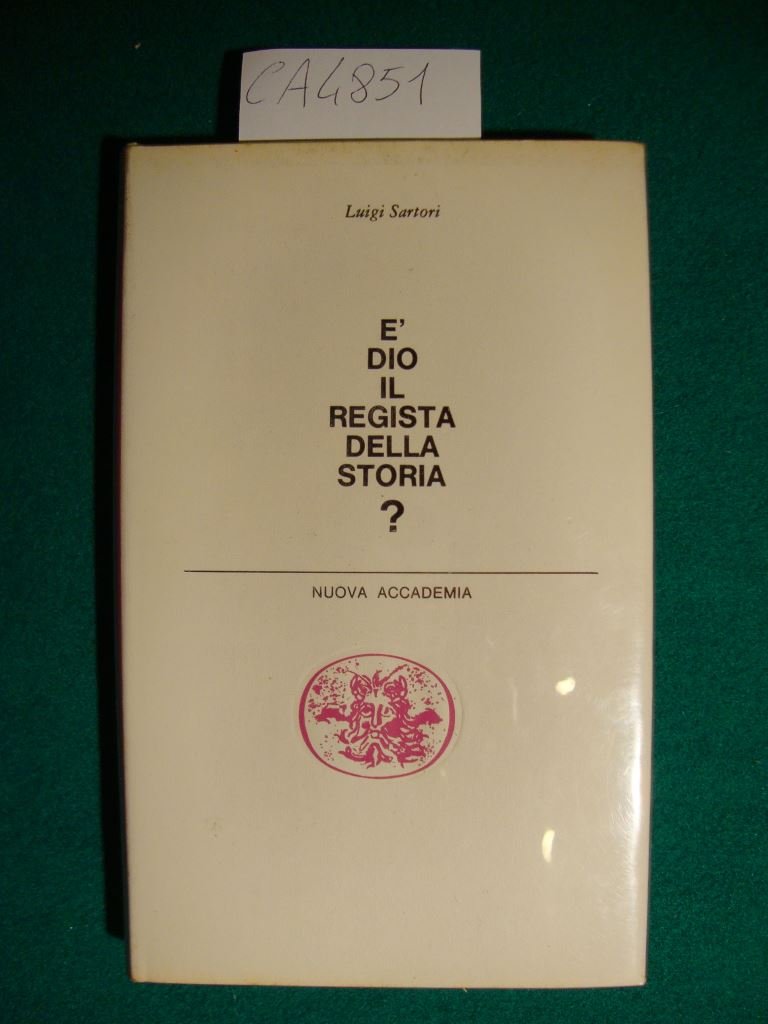 CA4851
Luigi Sartori
E'
DIO
IL
REGISTA
DELLA
STORIA
?
NUOVA ACCADEMIA